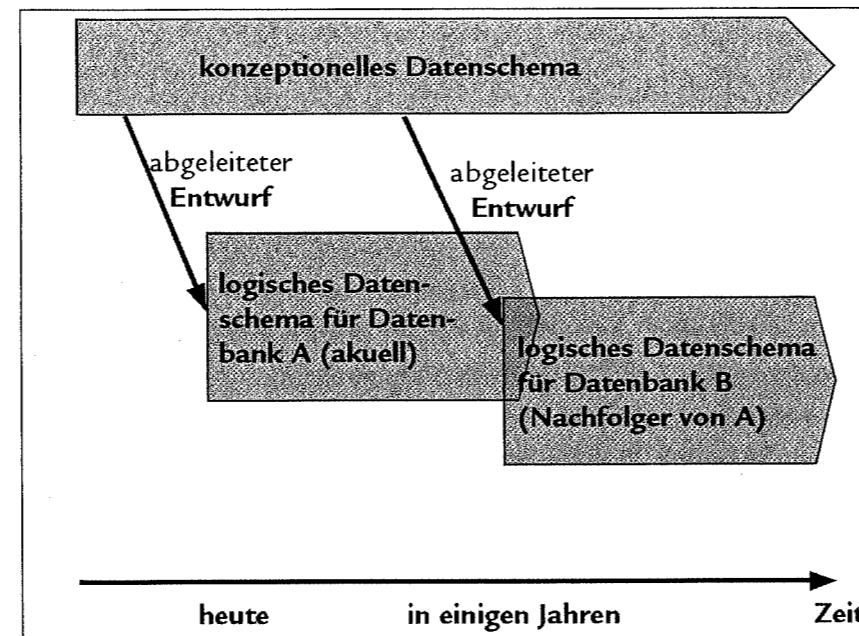 konzeptionelles Datenschema
abgeleiteter
Entwurf
abgeleiteter
Entwurf
logisches Daten-
schema für Daten-
bank A (akuell)
logisches Datenschema
für Datenbank B
(Nachfolger von A)
heute
in einigen Jahren
Zeit